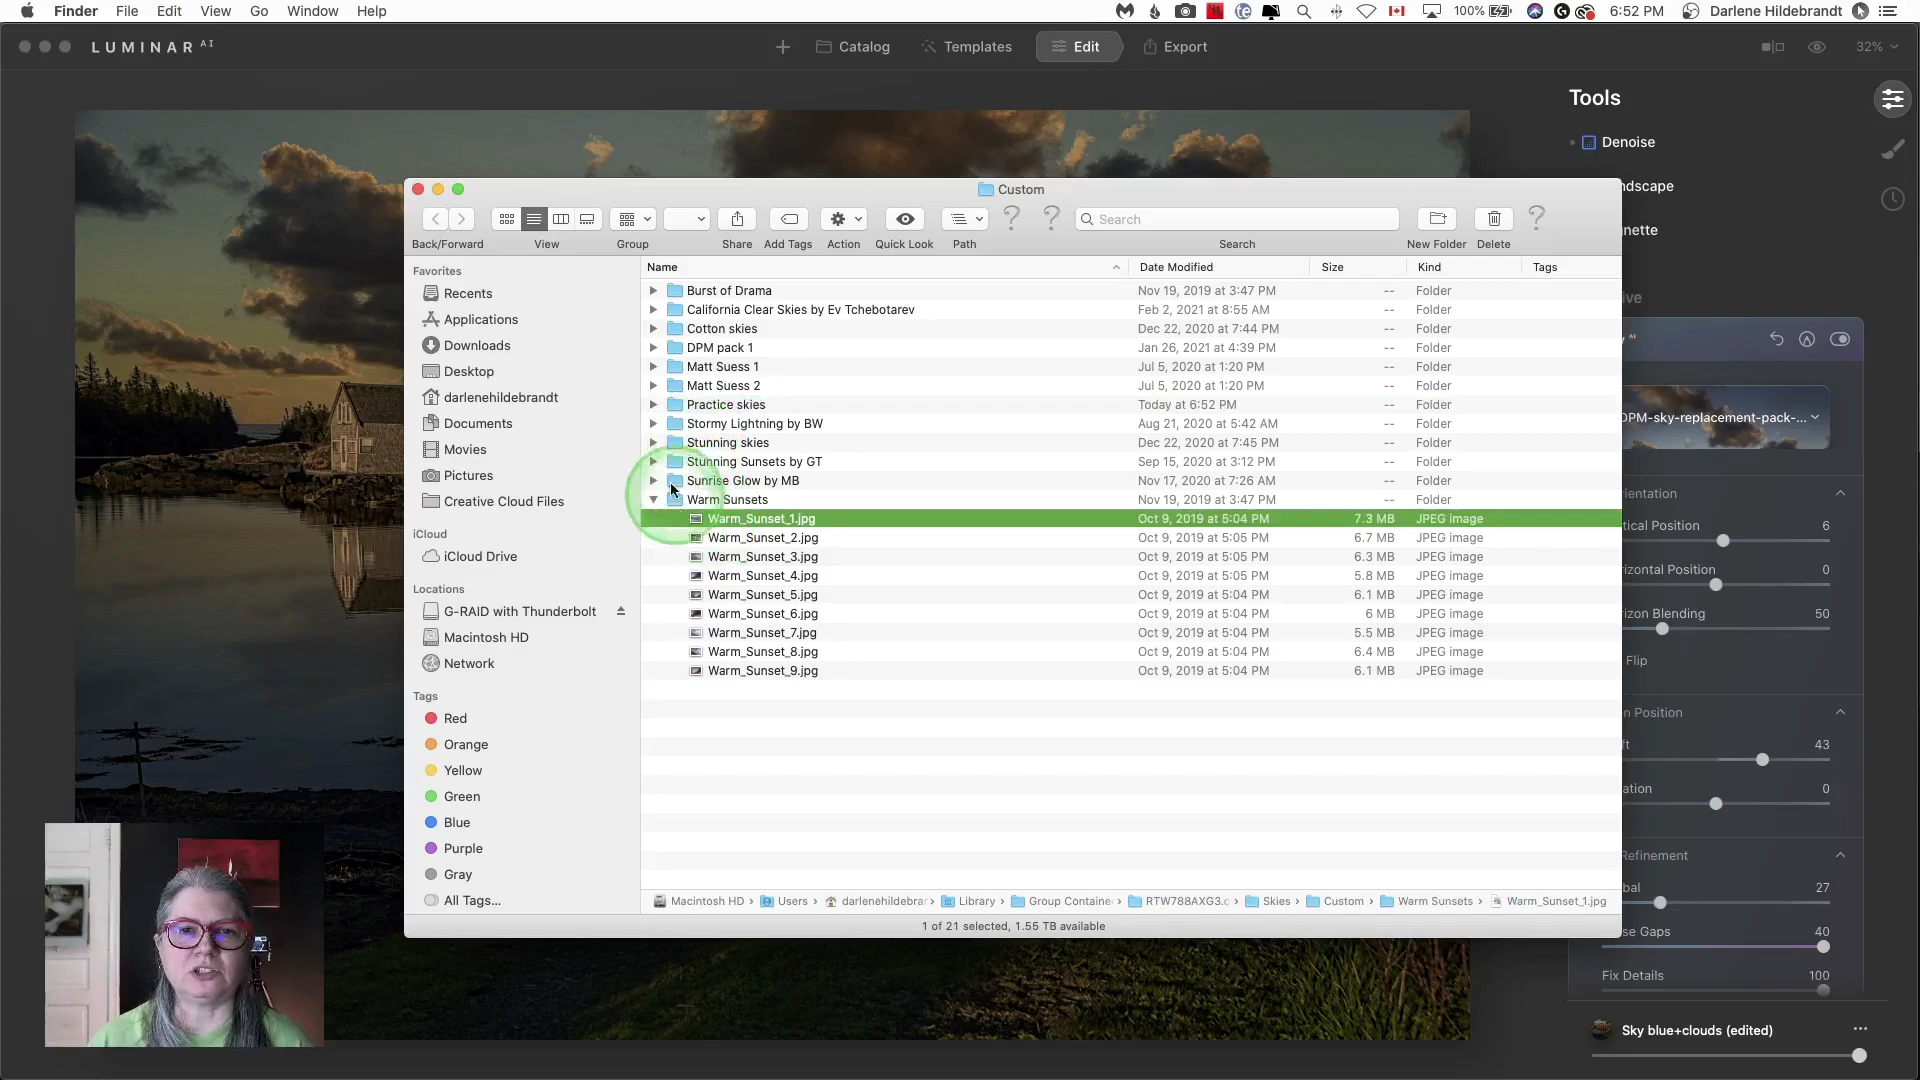 Finder File Edit View Go Window Help 100% 6:52 PM Darlene Hildebrandt
LUMINAR AI Catalog Templates Edit Export 32%
Tools
Denoise
ndscape
nette
ive
Custom
Search
Back/Forward View Group Share Add Tags Action Quick Look Path Search New Folder Delete
Favorites
Recents
Applications
Downloads
Desktop
darlenehildebrandt
Documents
Movies
Pictures
Creative Cloud Files
iCloud
iCloud Drive
Locations
G-RAID with Thunderbolt
Macintosh HD
Network
Tags
Red
Orange
Yellow
Green
Blue
Purple
Gray
All Tags...
Name Date Modified Size Kind Tags
Burst of Drama Nov 19, 2019 at 3:47 PM -- Folder
California Clear Skies by Ev Tchebotarev Feb 2, 2021 at 8:55 AM -- Folder
Cotton skies Dec 22, 2020 at 7:44 PM -- Folder
DPM pack 1 Jan 26, 2021 at 4:39 PM -- Folder
Matt Suess 1 Jul 5, 2020 at 1:20 PM -- Folder
Matt Suess 2 Jul 5, 2020 at 1:20 PM -- Folder
Practice skies Today at 6:52 PM -- Folder
Stormy Lightning by BW Aug 21, 2020 at 5:42 AM -- Folder
Stunning skies Dec 22, 2020 at 7:45 PM -- Folder
Stunning Sunsets by GT Sep 15, 2020 at 3:12 PM -- Folder
Sunrise Glow by MB Nov 17, 2020 at 7:26 AM -- Folder
Warm Sunsets Nov 19, 2019 at 3:47 PM -- Folder
Warm_Sunset_1.jpg Oct 9, 2019 at 5:04 PM 7.3 MB JPEG image
Warm_Sunset_2.jpg Oct 9, 2019 at 5:05 PM 6.7 MB JPEG image
Warm_Sunset_3.jpg Oct 9, 2019 at 5:05 PM 6.3 MB JPEG image
Warm_Sunset_4.jpg Oct 9, 2019 at 5:05 PM 5.8 MB JPEG image
Warm_Sunset_5.jpg Oct 9, 2019 at 5:04 PM 6.1 MB JPEG image
Warm_Sunset_6.jpg Oct 9, 2019 at 5:04 PM 6 MB JPEG image
Warm_Sunset_7.jpg Oct 9, 2019 at 5:04 PM 5.5 MB JPEG image
Warm_Sunset_8.jpg Oct 9, 2019 at 5:04 PM 6.4 MB JPEG image
Warm_Sunset_9.jpg Oct 9, 2019 at 5:04 PM 6.1 MB JPEG image
Macintosh HD Users darlenehildebrar Library Group Containe RTW788AXG3.c Skies Custom Warm Sunsets Warm_Sunset_1.jpg
1 of 21 selected, 1.55 TB available
DPM-sky-replacement-pack-...
rientation
tical Position 6
rizontal Position 0
rizon Blending 50
Flip
n Position
ft 43
ation 0
Refinement
bal 27
se Gaps 40
Fix Details 100
Sky blue+clouds (edited)